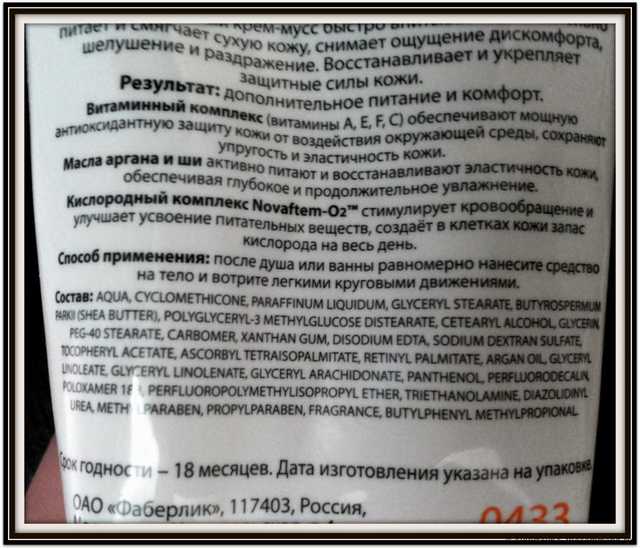 крем-мусс быстро
питает и смягчает сухую кожу, снимает ощущение дискомфорта,
шелушение и раздражение. Восстанавливает и укрепляет
защитные силы кожи.
Результат: дополнительное питание и комфорт.
Витаминный комплекс (витамины А, Е, F, С) обеспечивают мощную
антиоксидантную защиту кожи от воздействия окружающей среды, сохраняют
упругость и эластичность кожи.
Масла аргана и ши активно питают и восстанавливают эластичность кожи,
обеспечивая глубокое и продолжительное увлажнение.
Кислородный комплекс Novaftem-O2™ стимулирует кровообращение и
улучшает усвоение питательных веществ, создаёт в клетках кожи запас
кислорода на весь день.
Способ применения: после душа или ванны равномерно нанесите средство
на тело и вотрите легкими круговыми движениями.
Состав: AQUA, CYCLOMETHICONE, PARAFFINUM LIQUIDUM, GLYCERYL STEARATE, BUTYROSPERMUM
PARKII (SHEA BUTTER), POLYGLYCERYL-3 METHYLGLUCOSE DISTEARATE, CETEARYL ALCOHOL, GLYCERIN,
PEG-40 STEARATE, CARBOMER, XANTHAN GUM, DISODIUM EDTA, SODIUM DEXTRAN SULFATE,
TOCOPHERYL ACETATE, ASCORBYL TETRAISOPALMITATE, RETINYL PALMITATE, ARGAN OIL, GLYCERYL
LINOLEATE, GLYCERYL LINOLENATE, GLYCERYL ARACHIDONATE, PANTHENOL, PERFLUORODECALIN,
POLOXAMER PERFLUOROPOLYMETHYLISOPROPYL ETHER, TRIETHANOLAMINE, DIAZOLIDINYL
UREA, METHYLPARABEN, PROPYLPARABEN, FRAGRANCE, BUTYLPHENYL METHYLPROPIONAL
Срок годности – 18 месяцев. Дата изготовления указана на упаковке.
ОАО «Фаберлик», 117403, Россия,
0433